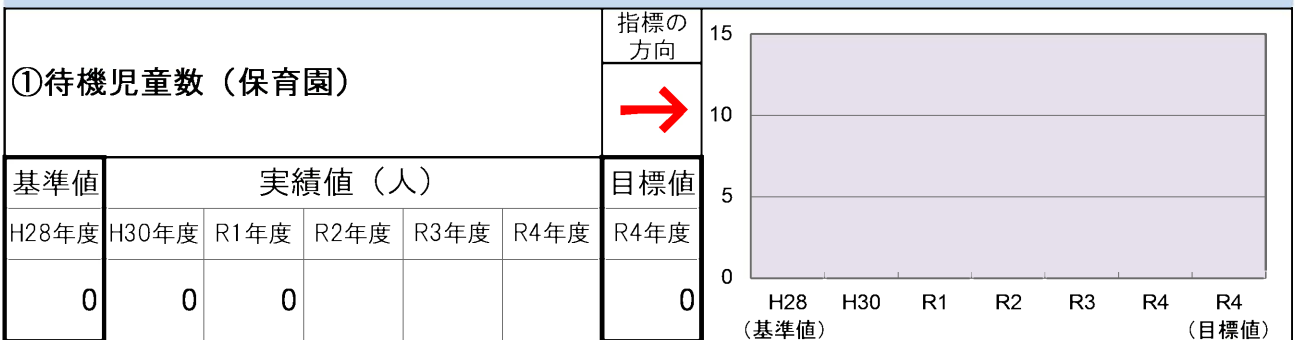 ①待機児童数（保育園）
指標の
方向
→
基準値 実績値（人） 目標値
H28年度 H30年度 R1年度 R2年度 R3年度 R4年度 R4年度
0 0 0 0
15
10
5
0
H28 H30 R1 R2 R3 R4 R4
（基準値） （目標値）